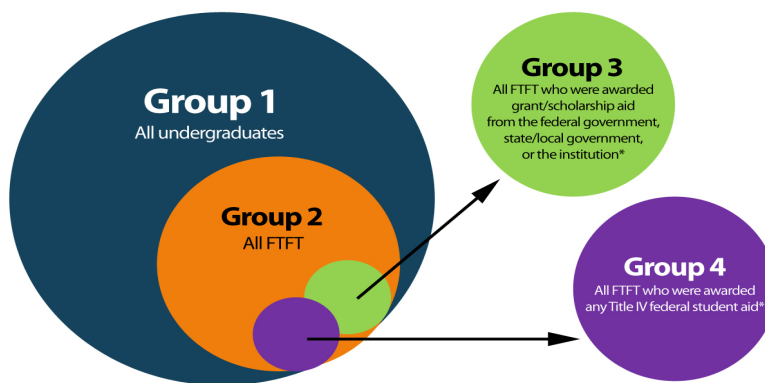 Group 1
All undergraduates
Group 2
All FTFT
Group 3
All FTFT who were awarded
grant/scholarship aid
from the federal government,
state/local government,
or the institution*
Group 4
All FTFT who were awarded
any Title IV federal student aid*